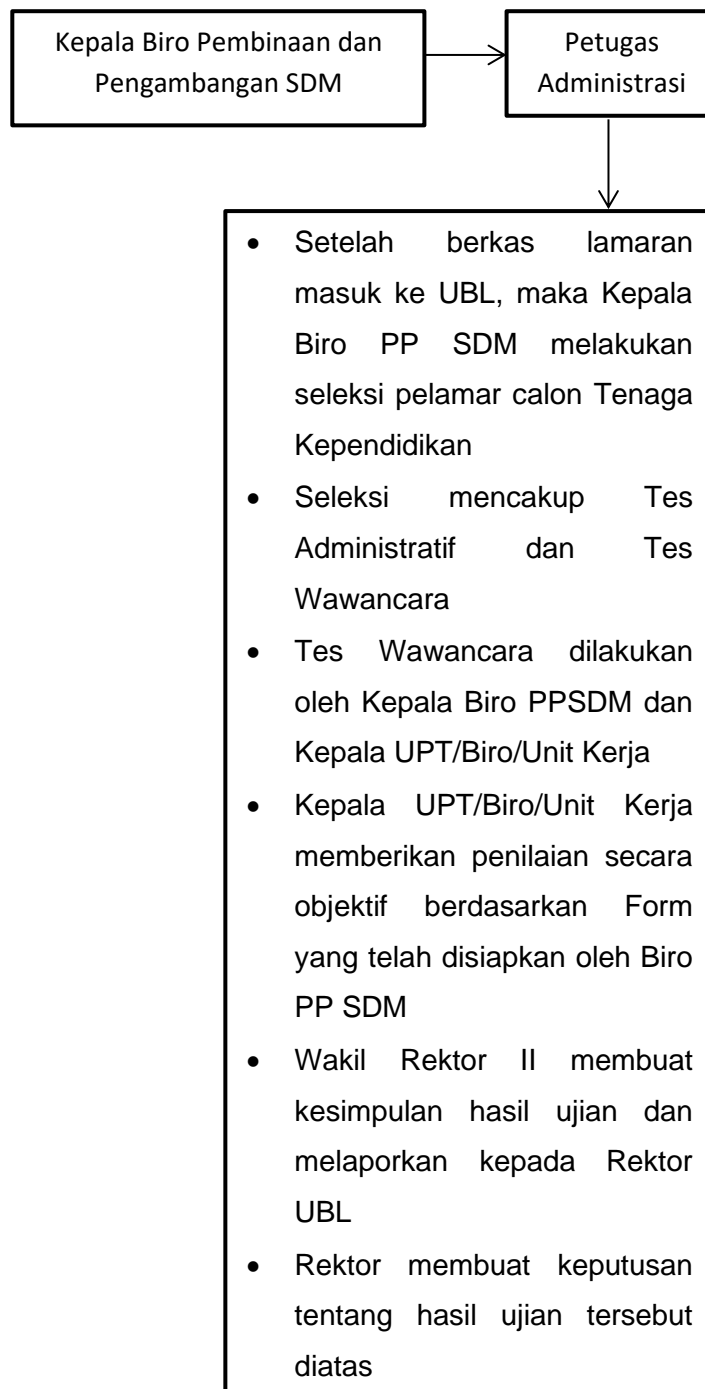 Kepala Biro Pembinaan dan
Pengambangan SDM
Petugas
Administrasi
• Setelah berkas lamaran
masuk ke UBL, maka Kepala
Biro PP SDM melakukan
seleksi pelamar calon Tenaga
Kependidikan
• Seleksi mencakup Tes
Administratif dan Tes
Wawancara
• Tes Wawancara dilakukan
oleh Kepala Biro PPSDM dan
Kepala UPT/Biro/Unit Kerja
• Kepala UPT/Biro/Unit Kerja
memberikan penilaian secara
objektif berdasarkan Form
yang telah disiapkan oleh Biro
PP SDM
• Wakil Rektor II membuat
kesimpulan hasil ujian dan
melaporkan kepada Rektor
UBL
• Rektor membuat keputusan
tentang hasil ujian tersebut
diatas